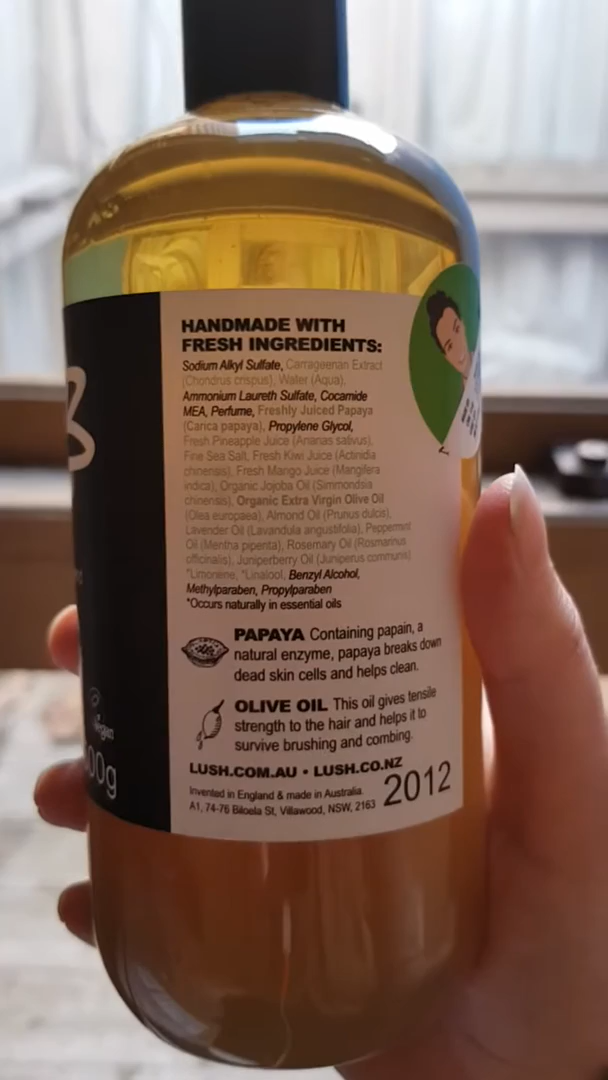 HANDMADE WITH
FRESH INGREDIENTS:
Sodium Alkyl Sulfate, Carrageenan Extract
(Chondrus crispus), Water (Aqua),
Ammonium Laureth Sulfate, Cocamide
MEA, Perfume, Freshly Juiced Papaya
(Carica papaya), Propylene Glycol,
Fresh Pineapple Juice (Ananas sativus),
Fine Sea Salt, Fresh Kiwi Juice (Actinidia
chinensis), Fresh Mango Juice (Mangifera
indica), Organic Jojoba Oil (Simmondsia
chinensis), Organic Extra Virgin Olive Oil
(Olea europaea), Almond Oil (Prunus dulcis),
Lavender Oil (Lavandula angustifolia), Peppermint
Oil (Mentha piperita), Rosemary Oil (Rosmarinus
officinalis), Juniperberry Oil (Juniperus communis)
*Limonene, *Linalool, Benzyl Alcohol,
Methylparaben, Propylparaben
*Occurs naturally in essential oils
PAPAYA Containing papain, a
natural enzyme, papaya breaks down
dead skin cells and helps clean.
OLIVE OIL This oil gives tensile
strength to the hair and helps it to
survive brushing and combing.
LUSH.COM.AU • LUSH.CO.NZ
Invented in England & made in Australia.
A1, 74-76 Biloela St, Villawood, NSW, 2163
2012
Vegan
00g